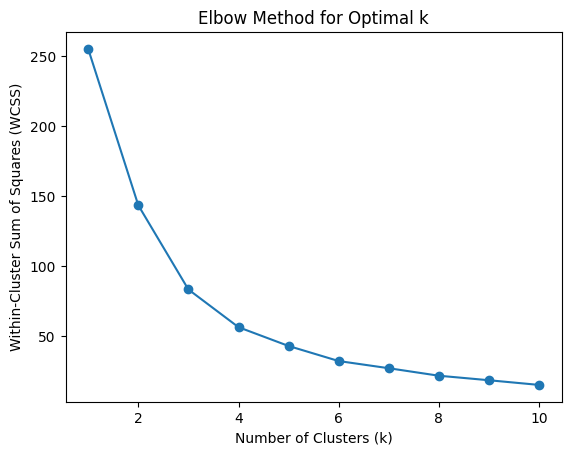 Elbow Method for Optimal k
Within-Cluster Sum of Squares (WCSS)
250
200
150
100
50
2 4 6 8 10
Number of Clusters (k)